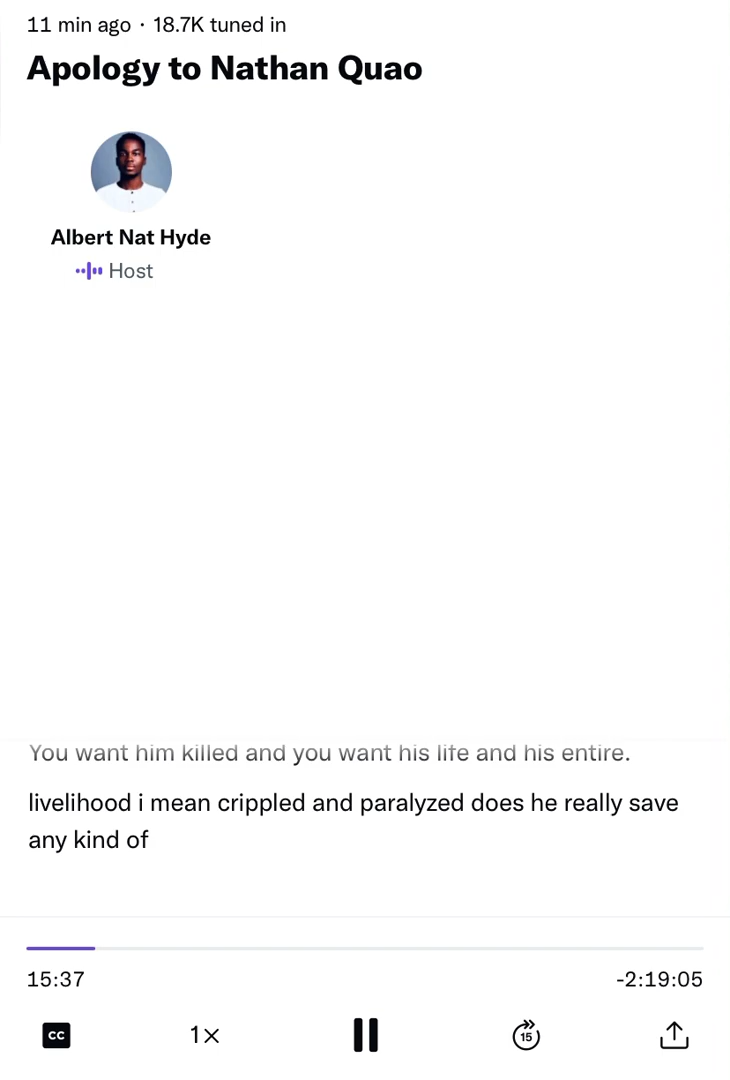 11 min ago · 18.7K tuned in
Apology to Nathan Quao
Albert Nat Hyde
Host
You want him killed and you want his life and his entire.
livelihood i mean crippled and paralyzed does he really save
any kind of
15:37
-2:19:05
CC
1×
15